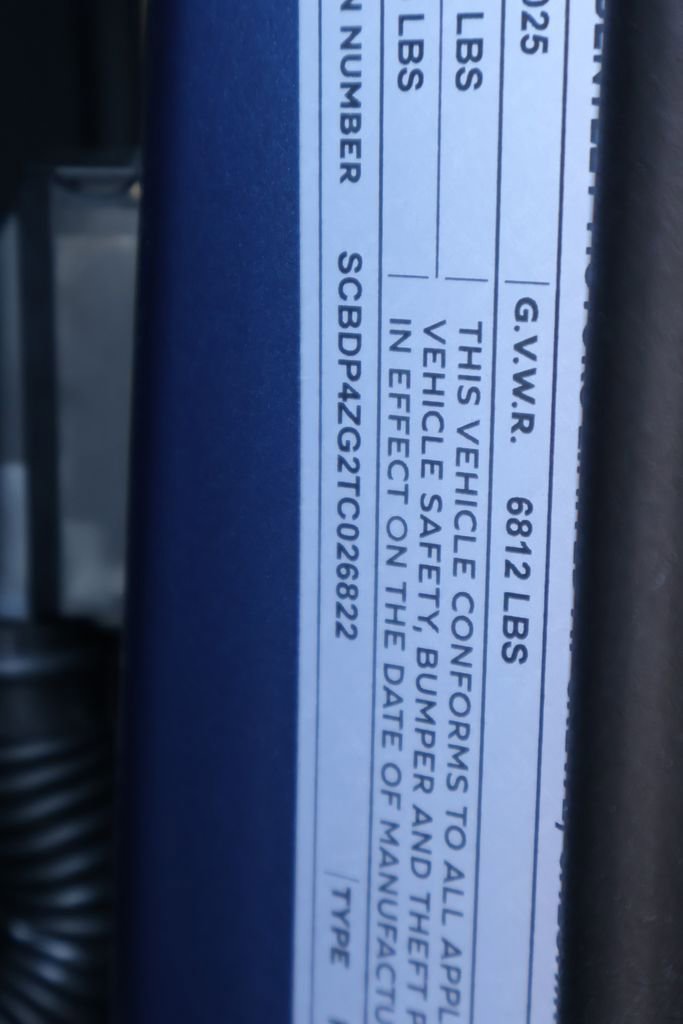 025 G.V.W.R. 6812 LBS
LBS
LBS
THIS VEHICLE CONFORMS TO ALL APPL
VEHICLE SAFETY, BUMPER AND THEFT P
IN EFFECT ON THE DATE OF MANUFACTU
N NUMBER SCBDP4ZG2TC026822 TYPE